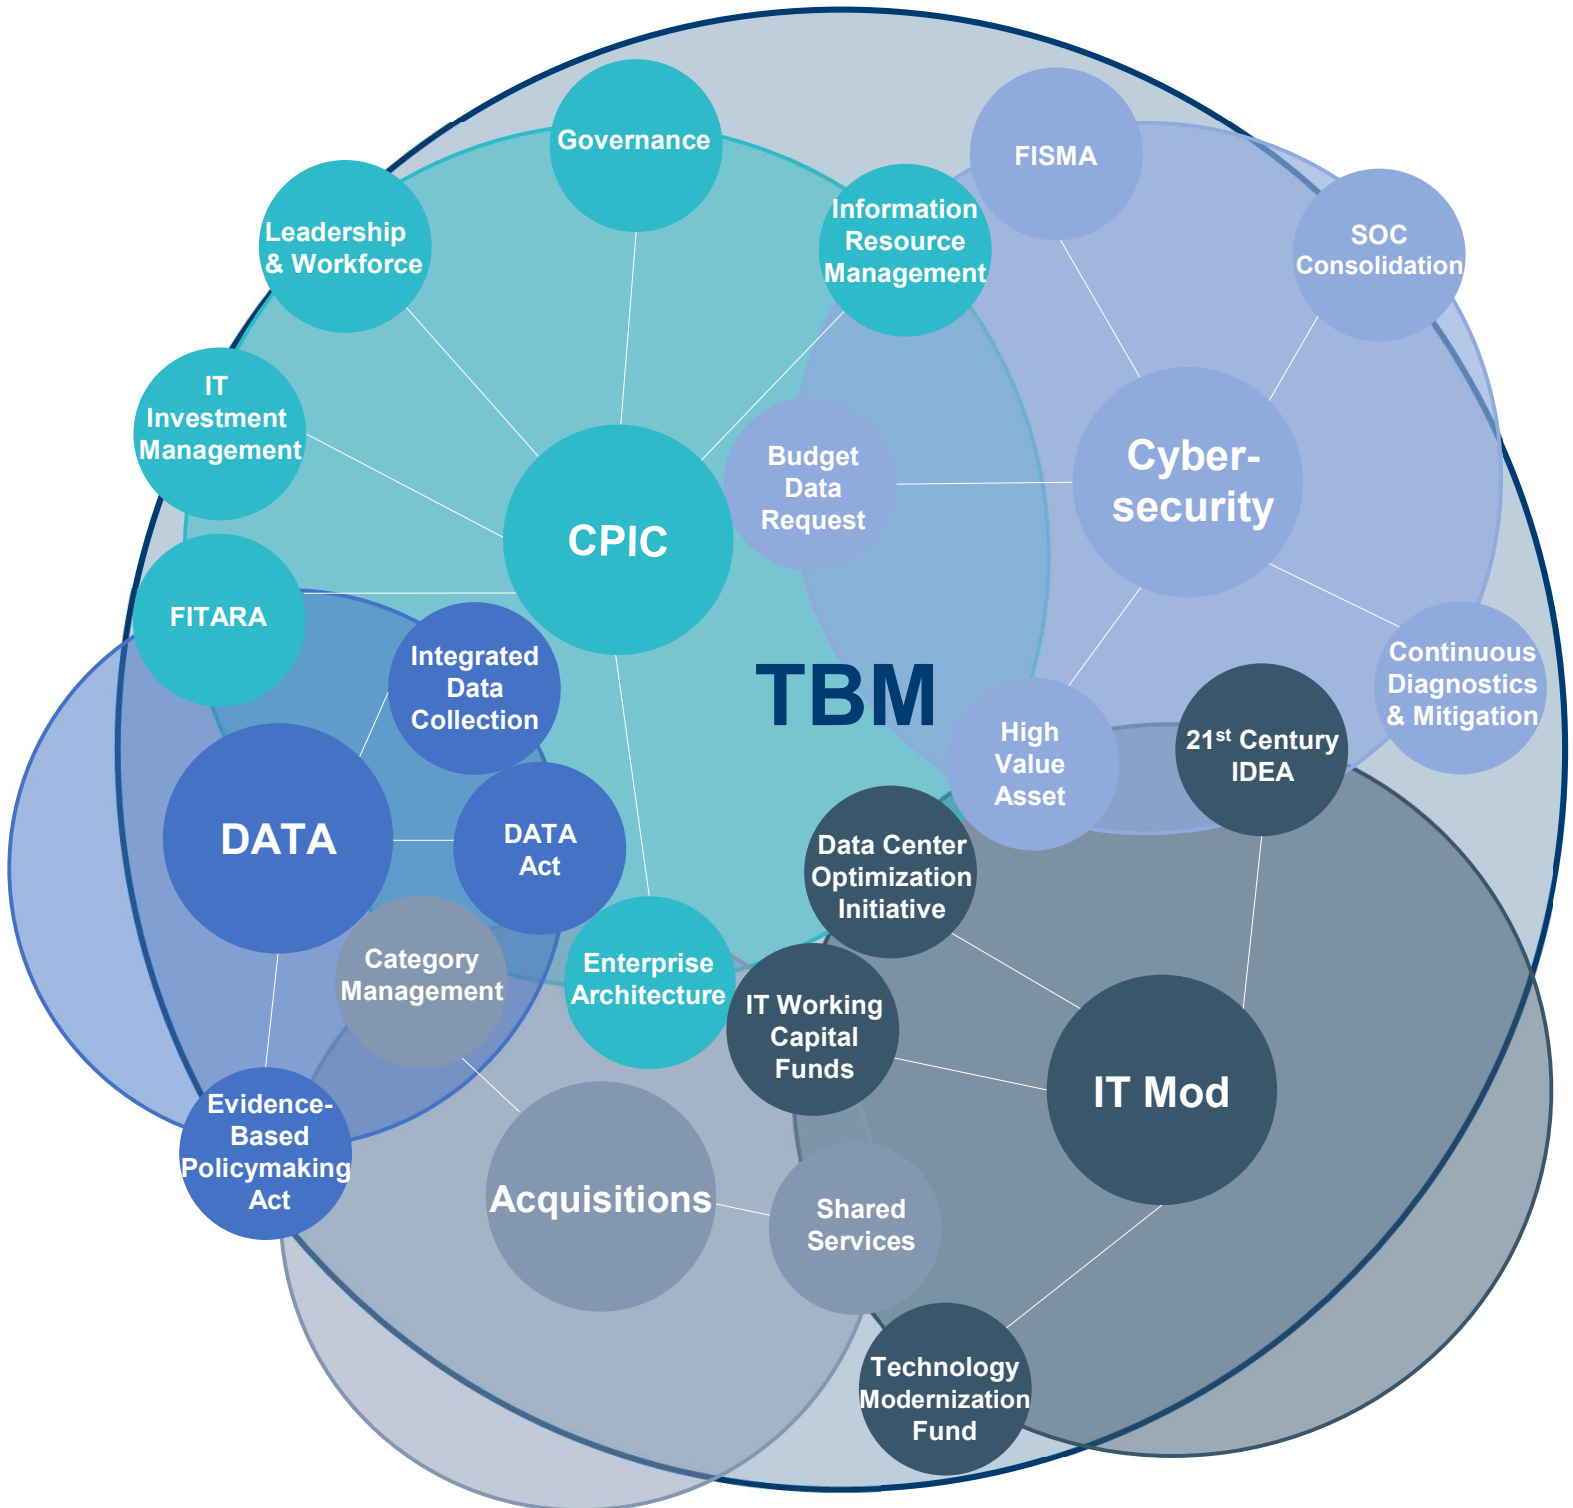 Governance
FISMA
Leadership
& Workforce
Information
Resource
Management
SOC
Consolidation
IT
Investment
Management
Budget
Data
Request
Cyber-
security
CPIC
FITARA
Integrated
Data
Collection
TBM
Continuous
Diagnostics
& Mitigation
High
Value
Asset
21st Century
IDEA
DATA
DATA
Act
Data Center
Optimization
Initiative
Category
Management
Enterprise
Architecture
IT Working
Capital
Funds
IT Mod
Evidence-
Based
Policymaking
Act
Acquisitions
Shared
Services
Technology
Modernization
Fund